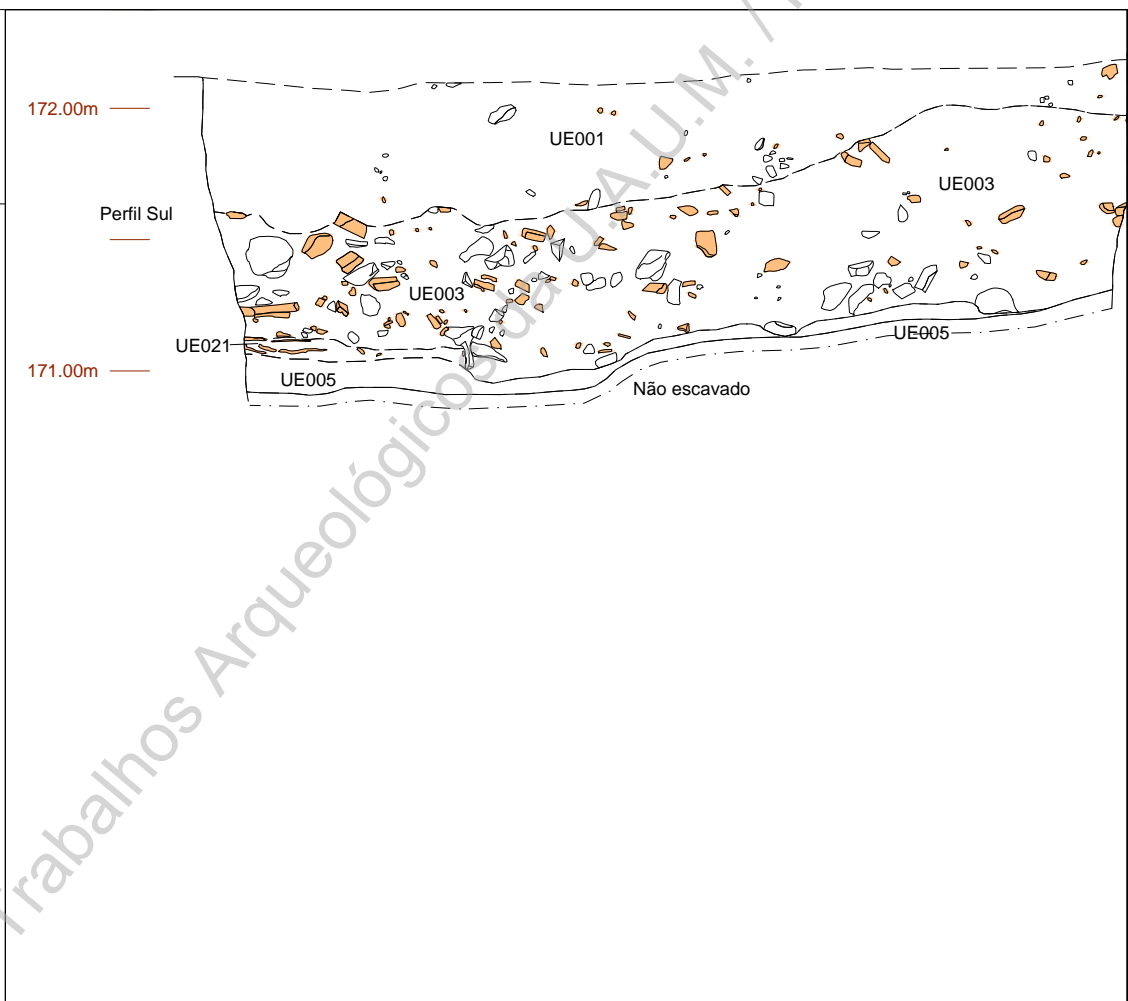 172.00m
UE001
UE003
Perfil Sul
UE003
UE021
UE005
171.00m
UE005
Não escavado
Trabalhos Arqueológicos da U.A.U.M. /